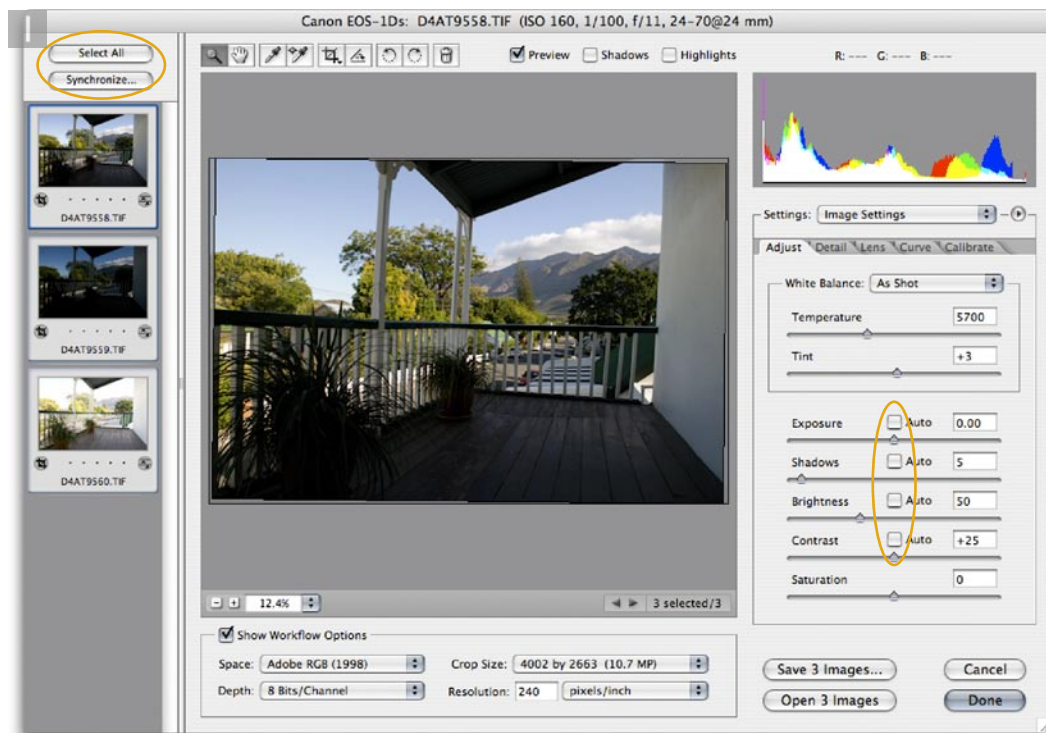 1
Canon EOS-1Ds: D4AT9558.TIF (ISO 160, 1/100, f/11, 24-70@24 mm)
Select All
Synchronize...
Preview Shadows Highlights
R: --- G: --- B: ---
D4AT9558.TIF
D4AT9559.TIF
D4AT9560.TIF
Settings: Image Settings
Adjust Detail Lens Curve Calibrate
White Balance: As Shot
Temperature 5700
Tint +3
Exposure Auto 0.00
Shadows Auto 5
Brightness Auto 50
Contrast Auto +25
Saturation 0
12.4% 3 selected/3
Show Workflow Options
Space: Adobe RGB (1998) Crop Size: 4002 by 2663 (10.7 MP)
Depth: 8 Bits/Channel Resolution: 240 pixels/inch
Save 3 Images... Cancel
Open 3 Images Done